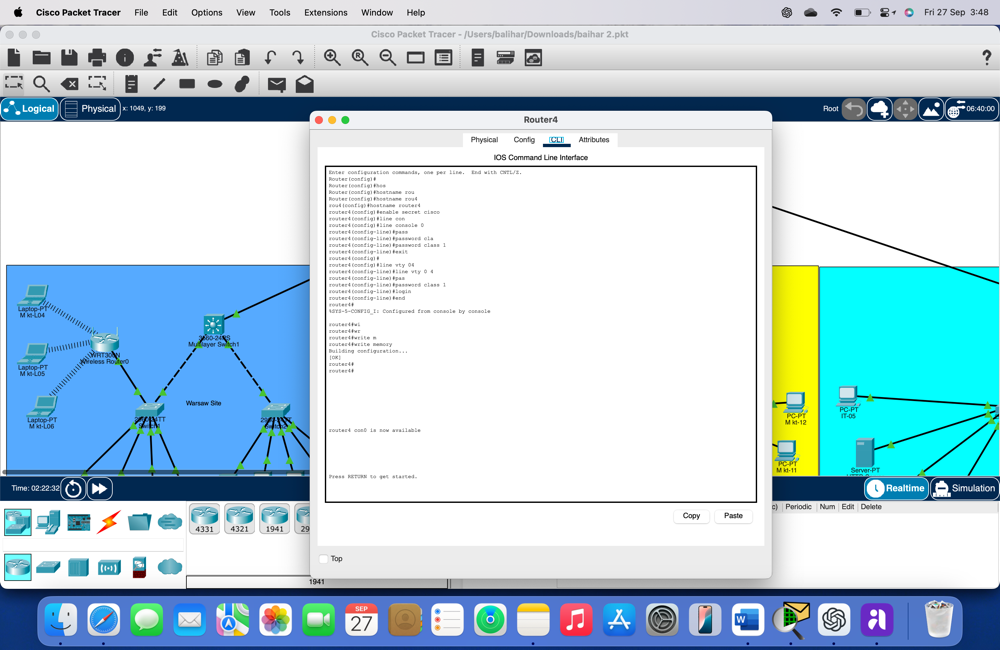 Cisco Packet Tracer File Edit Options View Tools Extensions Window Help Fri 27 Sep 3:48
Cisco Packet Tracer - /Users/balihar/Downloads/baihar 2.pkt
Logical Physical x: 1049, y: 199 Root 06:40:00
Router4
Physical Config CLI Attributes
IOS Command Line Interface
Enter configuration commands, one per line. End with CNTL/Z.
Router(config)#
Router(config)#hos
Router(config)#hostname rou
Router(config)#hostname rou4
rou4(config)#hostname router4
router4(config)#enable secret cisco
router4(config)#line con
router4(config)#line console 0
router4(config-line)#pass
router4(config-line)#password cla
router4(config-line)#password class 1
router4(config-line)#exit
router4(config)#
router4(config)#line vty 04
router4(config-line)#line vty 0 4
router4(config-line)#pas
router4(config-line)#password class 1
router4(config-line)#login
router4(config-line)#end
router4#
%SYS-5-CONFIG_I: Configured from console by console
router4#wi
router4#wr
router4#write m
router4#write memory
Building configuration...
[OK]
router4#
router4#
router4 con0 is now available
Press RETURN to get started.
Copy Paste
Top
Laptop-PT
M kt-L04
Laptop-PT
M kt-L05
Laptop-PT
M kt-L06
WRT300N
Wireless Router0
3560-24PS
Multilayer Switch1
Warsaw Site
Switch1
PC-PT
M kt-12
PC-PT
M kt-11
PC-PT
IT-05
Server-PT
Time: 02:22:32 Realtime Simulation
4331 4321 1941 29
c) Periodic Num Edit Delete
1941
SEP
27